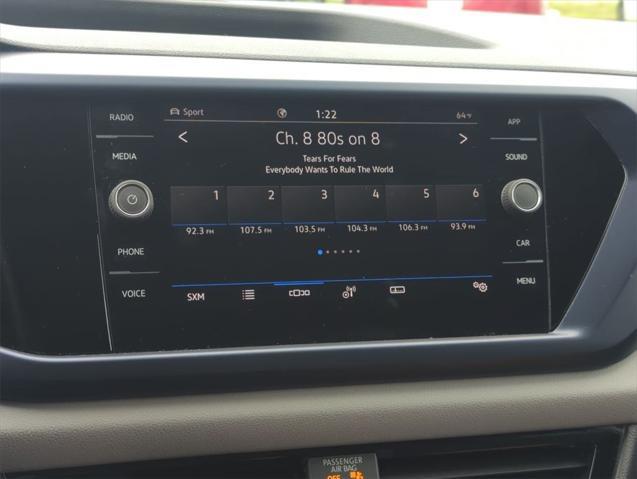 RADIO
MEDIA
PHONE
VOICE
Sport
1:22
64°F
Ch. 8 80s on 8
Tears For Fears
Everybody Wants To Rule The World
1 2 3 4 5 6
92.3 FM 107.5 FM 103.5 FM 104.3 FM 106.3 FM 93.9 FM
SXM
APP
SOUND
CAR
MENU
PASSENGER
AIR BAG
OFF